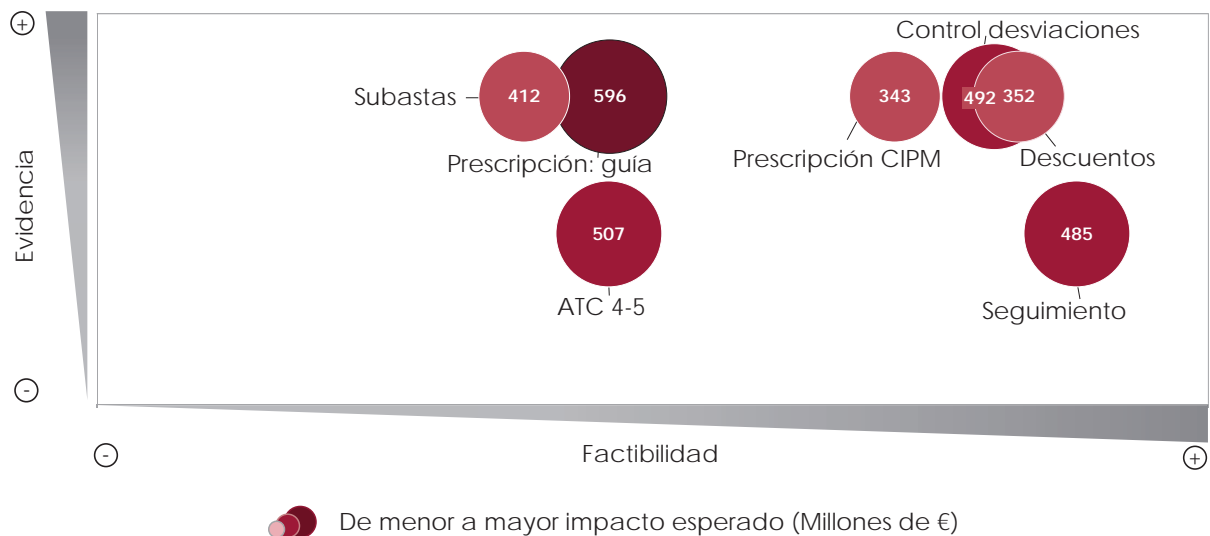 +
Control desviaciones
Subastas
412
596
343
492
352
Prescripción: guía
Prescripción CIPM
Descuentos
Evidencia
507
485
ATC 4-5
Seguimiento
-
-
Factibilidad
+
De menor a mayor impacto esperado (Millones de €)